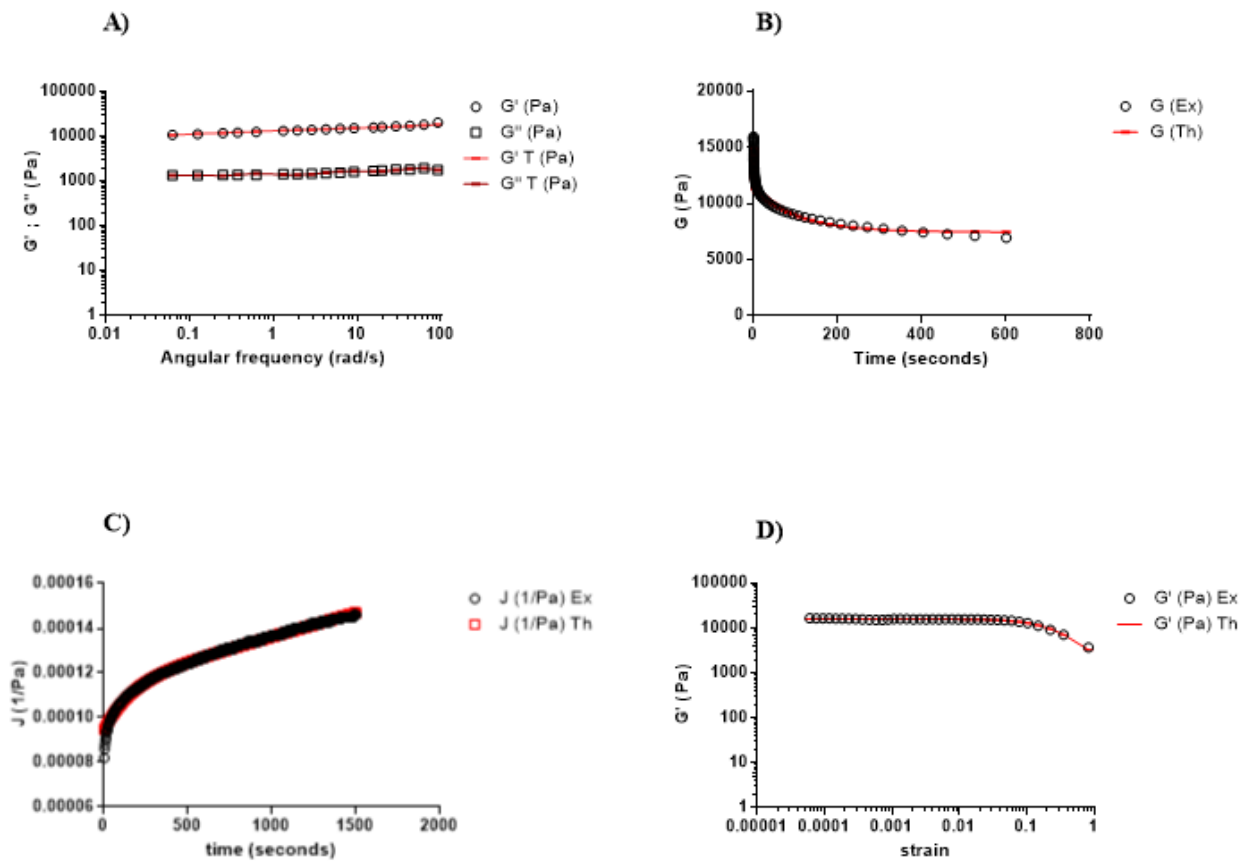 A)
100000
10000
1000
100
10
1
G' ; G'' (Pa)
0.01
0.1
1
10
100
Angular frequency (rad/s)
G' (Pa)
G'' (Pa)
G' T (Pa)
G'' T (Pa)
B)
20000
15000
10000
5000
0
G (Pa)
0
200
400
600
800
Time (seconds)
G (Ex)
G (Th)
C)
0.00016
0.00014
0.00012
0.00010
0.00008
0.00006
J (1/Pa)
0
500
1000
1500
2000
time (seconds)
J (1/Pa) Ex
J (1/Pa) Th
D)
100000
10000
1000
100
10
1
G' (Pa)
0.00001
0.0001
0.001
0.01
0.1
1
strain
G' (Pa) Ex
G' (Pa) Th